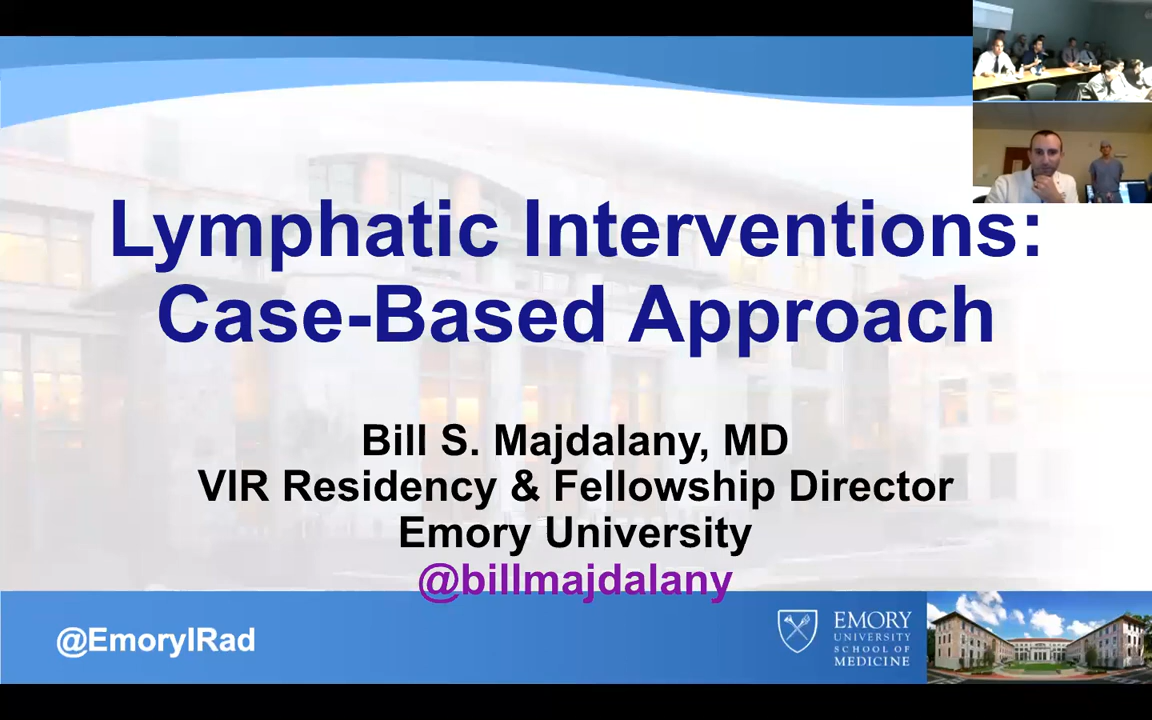 Lymphatic Interventions:
Case-Based Approach
Bill S. Majdalany, MD
VIR Residency & Fellowship Director
Emory University
@billmajdalany
@EmoryIRad
EMORY
UNIVERSITY
SCHOOL OF
MEDICINE